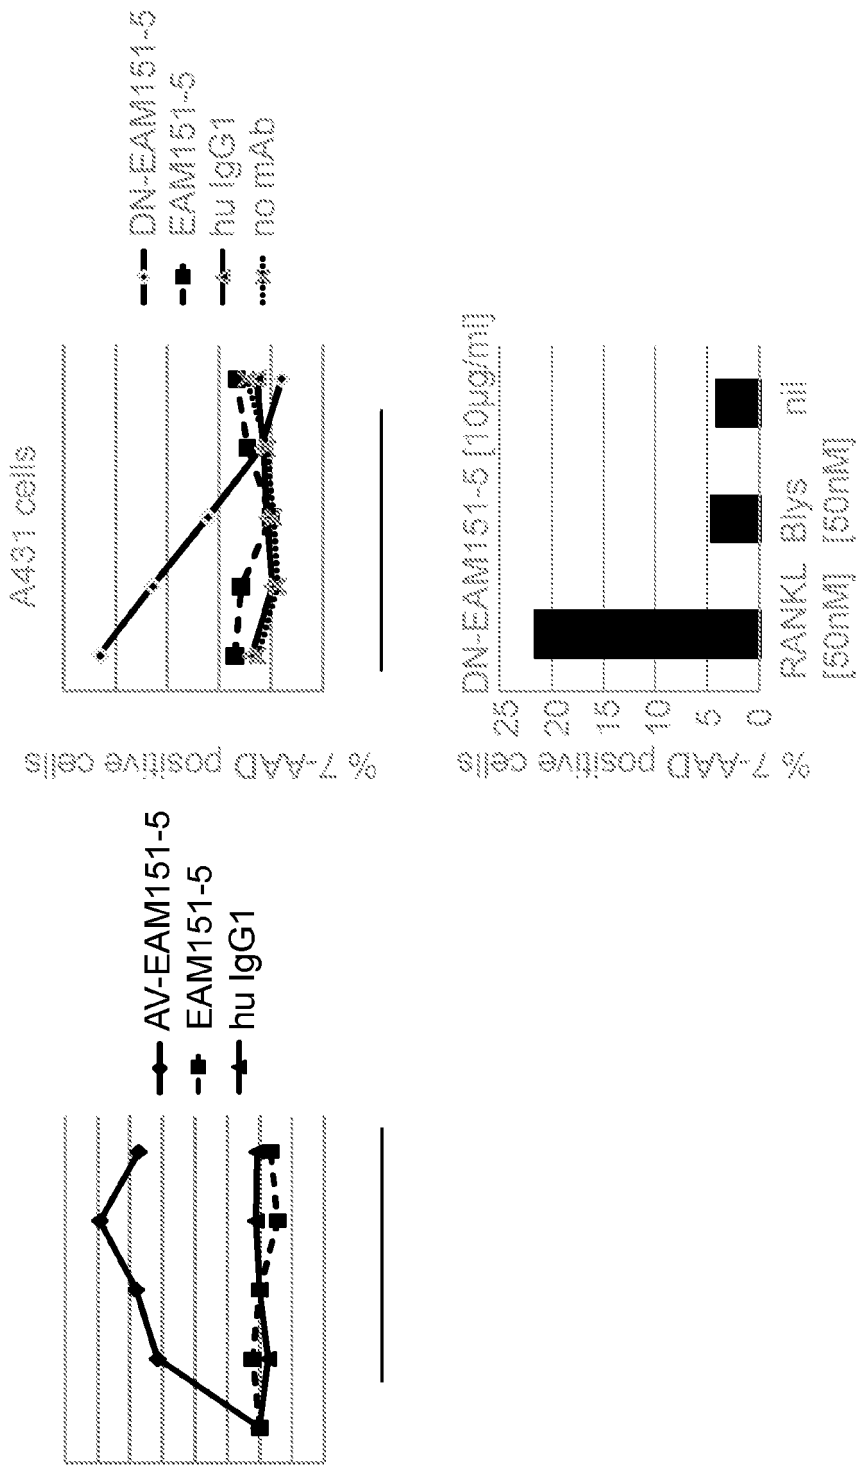 AV-EAM151-5
EAM151-5
hu IgG1
A431 cells
% 7-AAD positive cells
DN-EAM151-5
EAM151-5
hu IgG1
no mAb
DN-EAM151-5 [10µg/ml]
% 7-AAD positive cells
25
20
15
10
5
0
RANKL Blys nil
[50nM] [50nM]